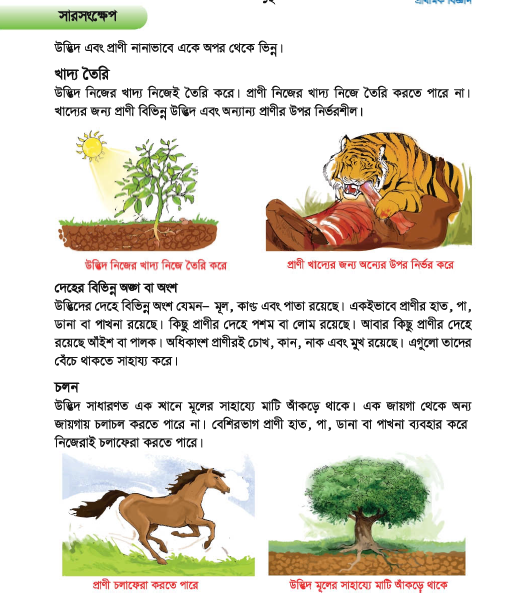 প্রাথমিক বিজ্ঞান
সারসংক্ষেপ
উদ্ভিদ এবং প্রাণী নানাভাবে একে অপর থেকে ভিন্ন।
খাদ্য তৈরি
উদ্ভিদ নিজের খাদ্য নিজেই তৈরি করে। প্রাণী নিজের খাদ্য নিজে তৈরি করতে পারে না।
খাদ্যের জন্য প্রাণী বিভিন্ন উদ্ভিদ এবং অন্যান্য প্রাণীর উপর নির্ভরশীল।
উদ্ভিদ নিজের খাদ্য নিজে তৈরি করে
প্রাণী খাদ্যের জন্য অন্যের উপর নির্ভর করে
দেহের বিভিন্ন অঙ্গ বা অংশ
উদ্ভিদের দেহে বিভিন্ন অংশ যেমন– মূল, কাণ্ড এবং পাতা রয়েছে। একইভাবে প্রাণীর হাত, পা,
ডানা বা পাখনা রয়েছে। কিছু প্রাণীর দেহে পশম বা লোম রয়েছে। আবার কিছু প্রাণীর দেহে
রয়েছে আঁইশ বা পালক। অধিকাংশ প্রাণীরই চোখ, কান, নাক এবং মুখ রয়েছে। এগুলো তাদের
বেঁচে থাকতে সাহায্য করে।
চলন
উদ্ভিদ সাধারণত এক স্থানে মূলের সাহায্যে মাটি আঁকড়ে থাকে। এক জায়গা থেকে অন্য
জায়গায় চলাচল করতে পারে না। বেশিরভাগ প্রাণী হাত, পা, ডানা বা পাখনা ব্যবহার করে
নিজেরাই চলাফেরা করতে পারে।
প্রাণী চলাফেরা করতে পারে
উদ্ভিদ মূলের সাহায্যে মাটি আঁকড়ে থাকে